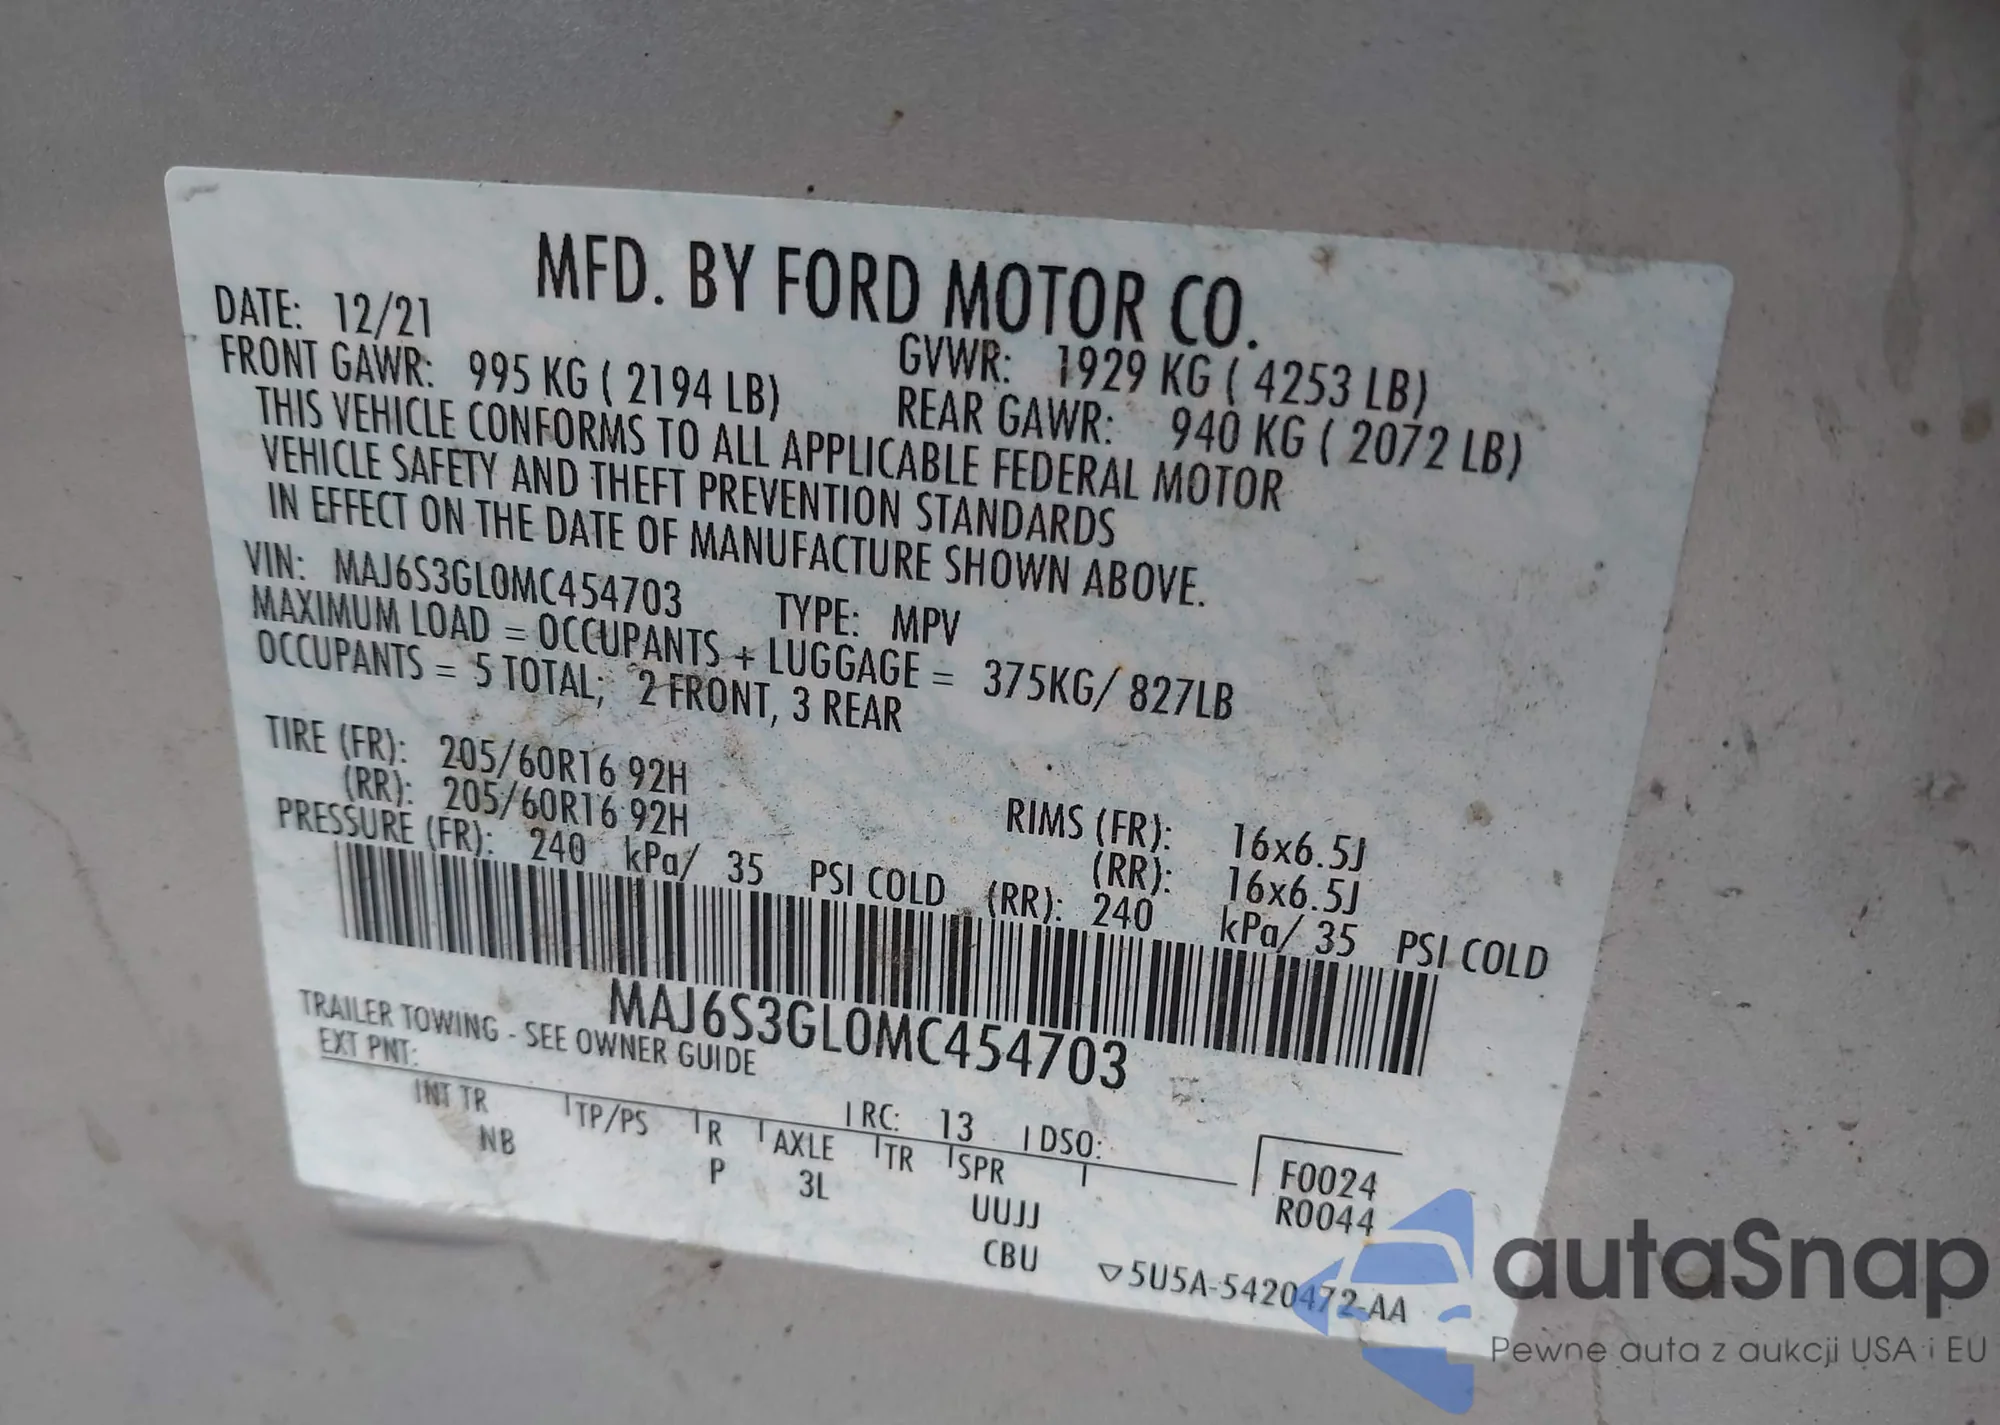 MFD. BY FORD MOTOR CO.
DATE: 12/21 GVWR: 1929 KG ( 4253 LB)
FRONT GAWR: 995 KG ( 2194 LB) REAR GAWR: 940 KG ( 2072 LB)
THIS VEHICLE CONFORMS TO ALL APPLICABLE FEDERAL MOTOR
VEHICLE SAFETY AND THEFT PREVENTION STANDARDS
IN EFFECT ON THE DATE OF MANUFACTURE SHOWN ABOVE.
VIN: MAJ6S3GL0MC454703 TYPE: MPV
MAXIMUM LOAD = OCCUPANTS + LUGGAGE = 375KG/ 827LB
OCCUPANTS = 5 TOTAL; 2 FRONT, 3 REAR
TIRE (FR): 205/60R16 92H RIMS (FR): 16x6.5J
(RR): 205/60R16 92H (RR): 16x6.5J
PRESSURE (FR): 240 kPa/ 35 PSI COLD (RR): 240 kPa/ 35 PSI COLD
MAJ6S3GL0MC454703
TRAILER TOWING - SEE OWNER GUIDE
EXT PNT: RC: 13 DSO:
INT TR TP/PS R AXLE TR SPR F0024
NB P 3L UUJJ R0044
CBU ▽5U5A-5420472-AA
autaSnap
Pewne auta z aukcji USA i EU